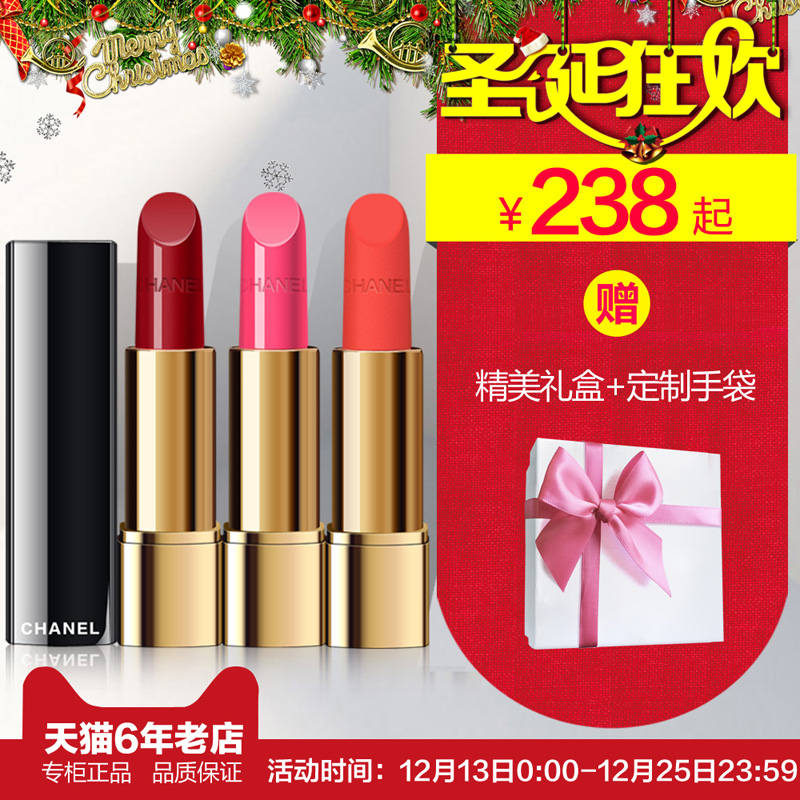 Merry
Christmas
圣诞狂欢
¥238起
赠
精美礼盒+定制手袋
CHANEL
CHANEL
CHANEL
CHANEL
天猫6年老店
专柜正品 品质保证
活动时间：12月13日0:00-12月25日23:59